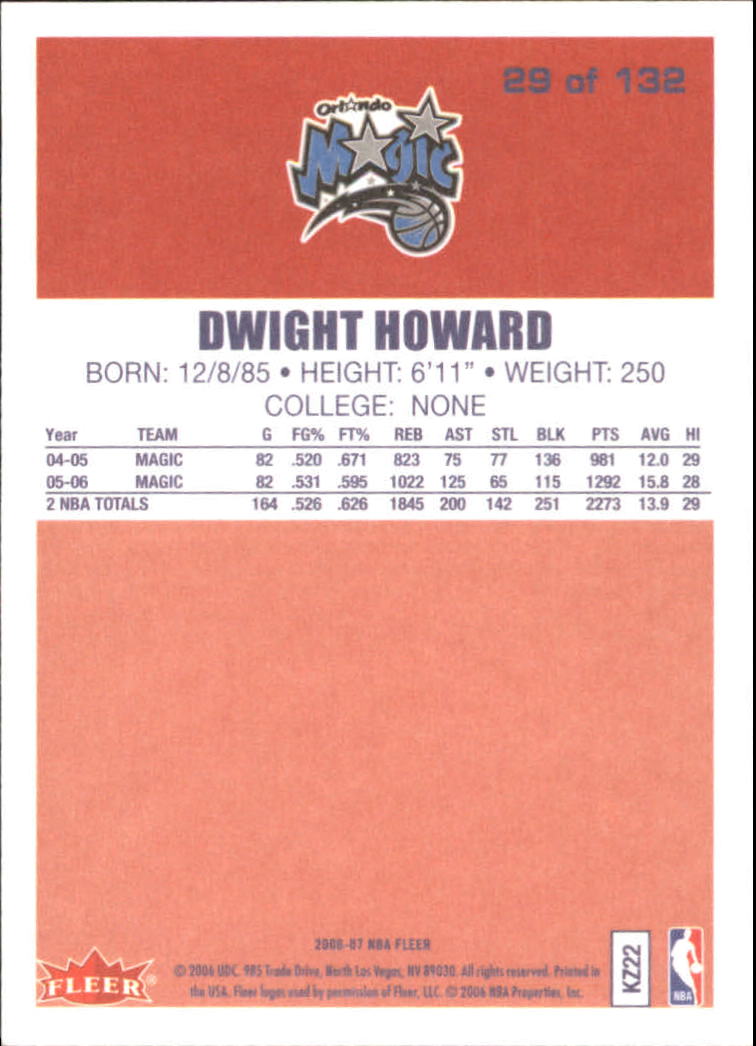 29 of 132
Orlando
Magic
DWIGHT HOWARD
BORN: 12/8/85 • HEIGHT: 6'11" • WEIGHT: 250
COLLEGE: NONE
Year TEAM G FG% FT% REB AST STL BLK PTS AVG HI
04-05 MAGIC 82 .520 .671 823 75 77 136 981 12.0 29
05-06 MAGIC 82 .531 .595 1022 125 65 115 1292 15.8 28
2 NBA TOTALS 164 .526 .626 1845 200 142 251 2273 13.9 29
2006-07 NBA FLEER
© 2006 UDC. 985 Trade Drive, North Las Vegas, NV 89030. All rights reserved. Printed in
the USA. Fleer logos used by permission of Fleer, LLC. © 2006 NBA Properties, Inc.
FLEER®
KZ22
NBA